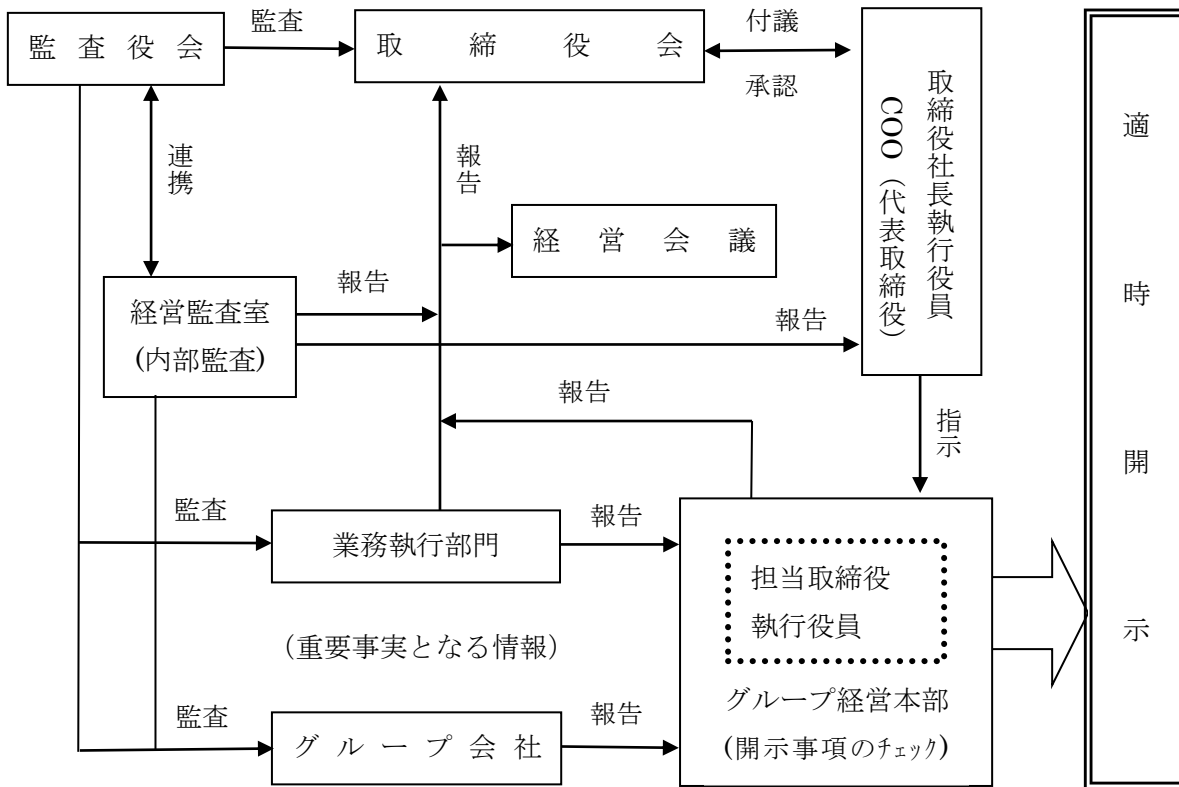 監査役会
監査
取締役会
付議
承認
取締役社長執行役員
COO（代表取締役）
適時開示
連携
報告
経営会議
経営監査室
(内部監査)
報告
報告
報告
指示
監査
業務執行部門
報告
担当取締役
執行役員
(重要事実となる情報)
グループ経営本部
(開示事項のチェック)
監査
グループ会社
報告